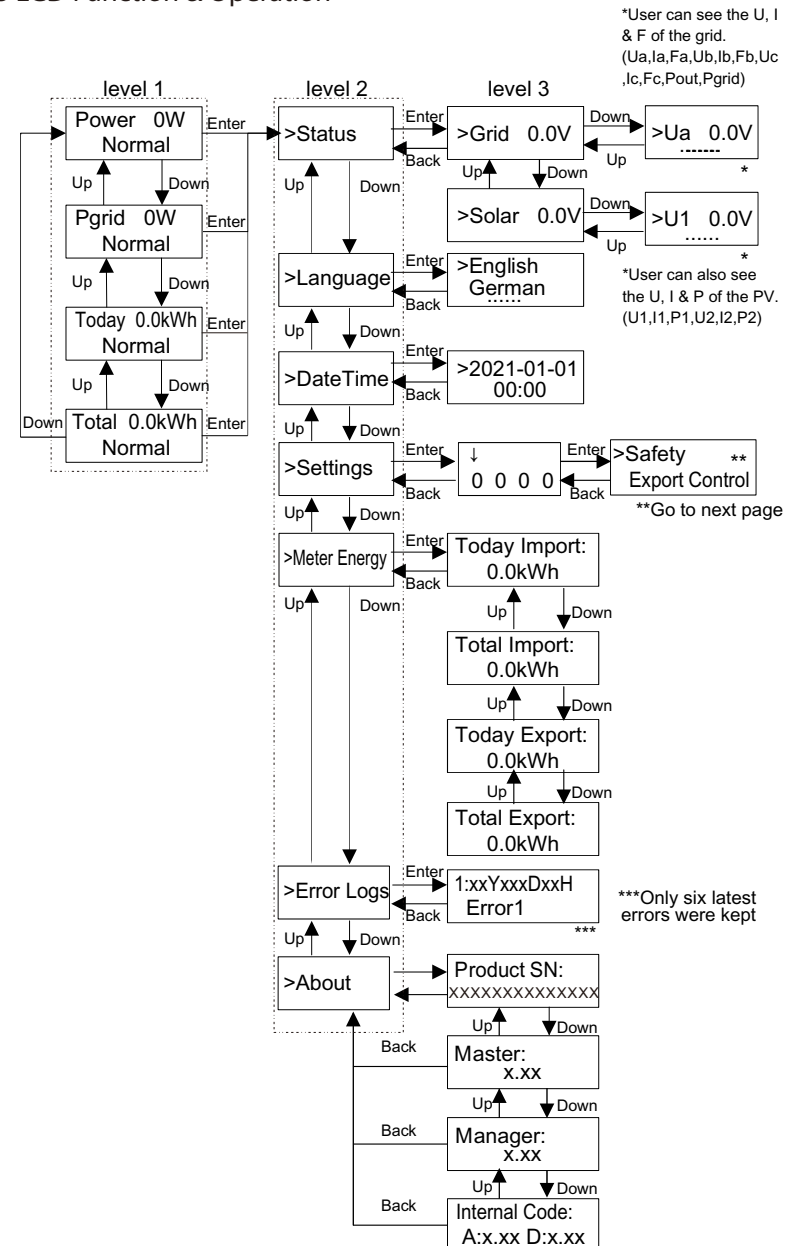 LCD Function & Operation
*User can see the U, I
& F of the grid.
(Ua,Ia,Fa,Ub,Ib,Fb,Uc
,Ic,Fc,Pout,Pgrid)
level 1
level 2
level 3
Power 0W
Normal
Enter
Up
Down
Pgrid 0W
Normal
Enter
Up
Down
Today 0.0kWh
Normal
Enter
Up
Down
Down
Total 0.0kWh
Normal
Enter
>Status
Enter
Back
>Grid 0.0V
Down
Up
>Ua 0.0V
.......
*
Up
Down
Up
Down
>Solar 0.0V
Down
Up
>U1 0.0V
......
*
*User can also see
the U, I & P of the PV.
(U1,I1,P1,U2,I2,P2)
>Language
Enter
Back
>English
German
......
Up
Down
>DateTime
Enter
Back
>2021-01-01
00:00
Up
Down
>Settings
Enter
Back
↓
0 0 0 0
Enter
Back
>Safety **
Export Control
**Go to next page
Up
Down
>Meter Energy
Enter
Back
Today Import:
0.0kWh
Up
Down
Up
Down
Total Import:
0.0kWh
Up
Down
Today Export:
0.0kWh
Up
Down
Total Export:
0.0kWh
>Error Logs
Enter
Back
1:xxYxxxDxxH
Error1
***
***Only six latest
errors were kept
Up
Down
>About
Product SN:
XXXXXXXXXXXXXX
Up
Down
Back
Master:
x.xx
Up
Down
Back
Manager:
x.xx
Up
Down
Back
Internal Code:
A:x.xx D:x.xx